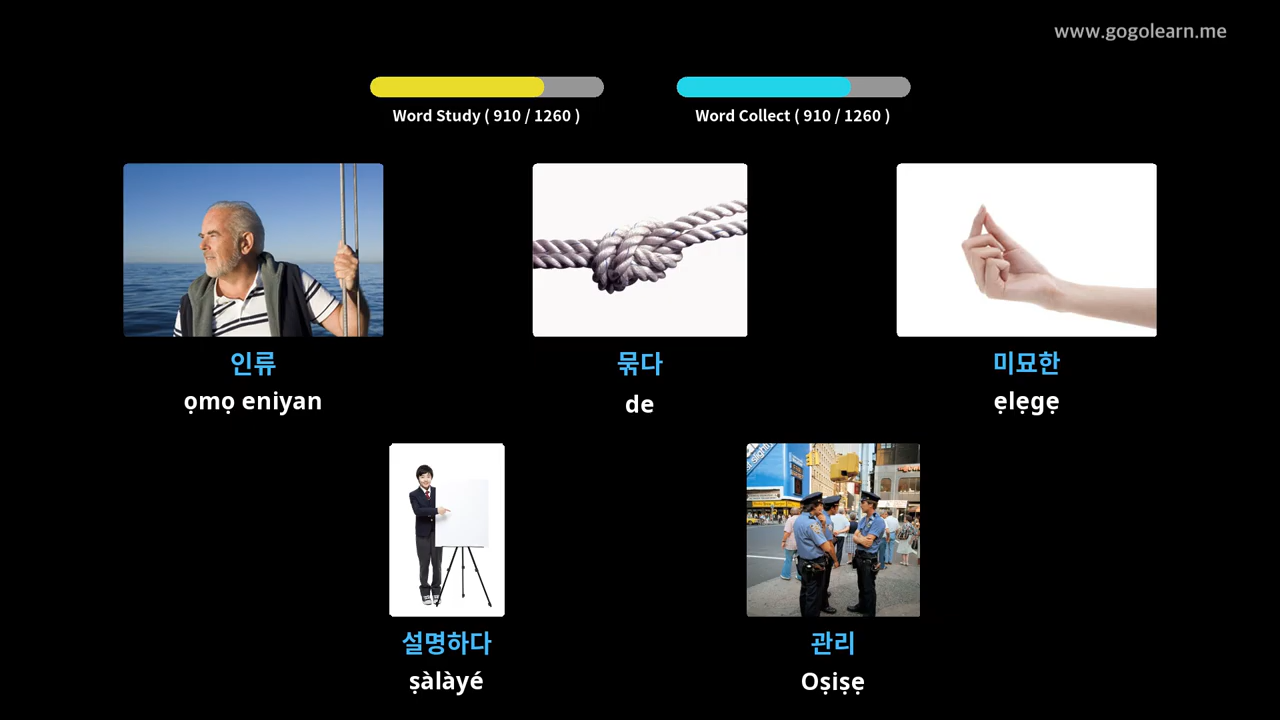 www.gogolearn.me
Word Study ( 910 / 1260 )
Word Collect ( 910 / 1260 )
인류
묶다
미묘한
ọmọ eniyan
de
ẹlẹgẹ
설명하다
관리
ṣàlàyé
Oṣiṣẹ